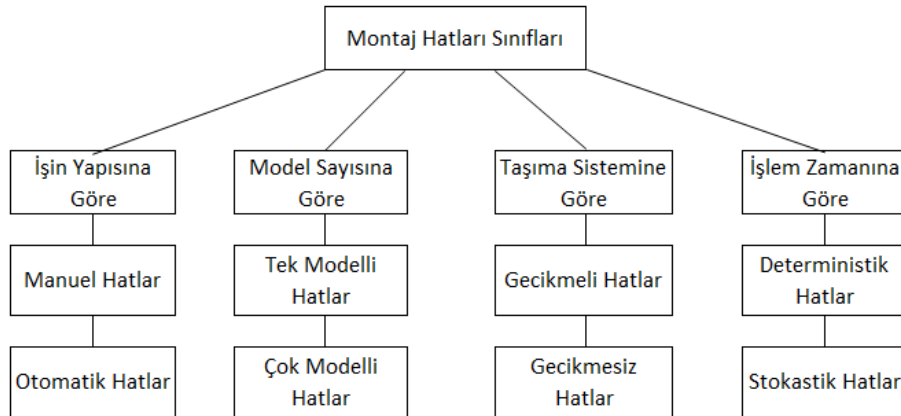 Montaj Hatları Sınıfları
İşin Yapısına
Göre
Model Sayısına
Göre
Taşıma Sistemine
Göre
İşlem Zamanına
Göre
Manuel Hatlar
Tek Modelli
Hatlar
Gecikmeli Hatlar
Deterministik
Hatlar
Otomatik Hatlar
Çok Modelli
Hatlar
Gecikmesiz
Hatlar
Stokastik Hatlar